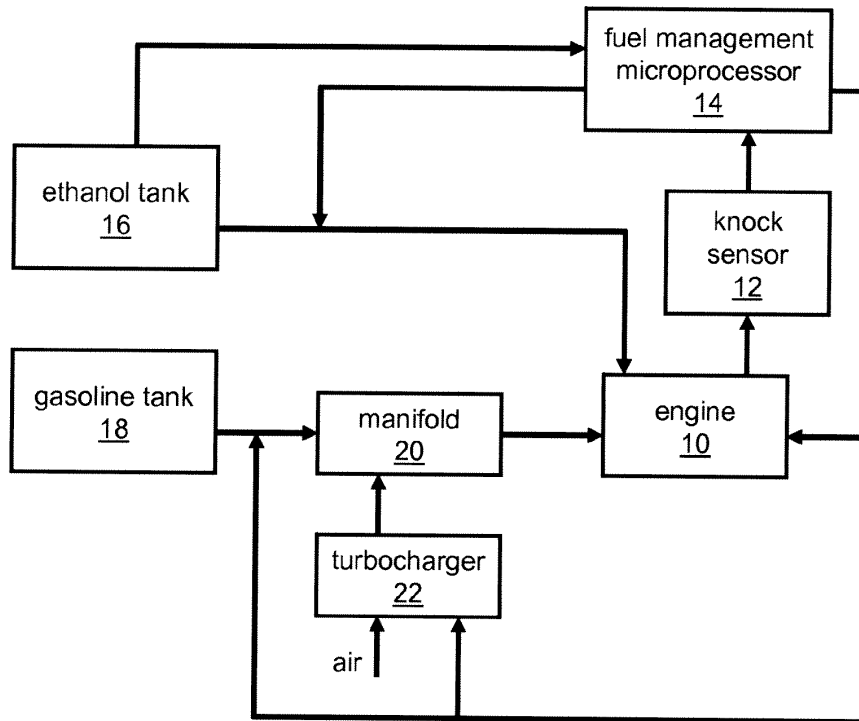 fuel management
microprocessor
14
ethanol tank
16
knock
sensor
12
gasoline tank
18
manifold
20
engine
10
turbocharger
22
air